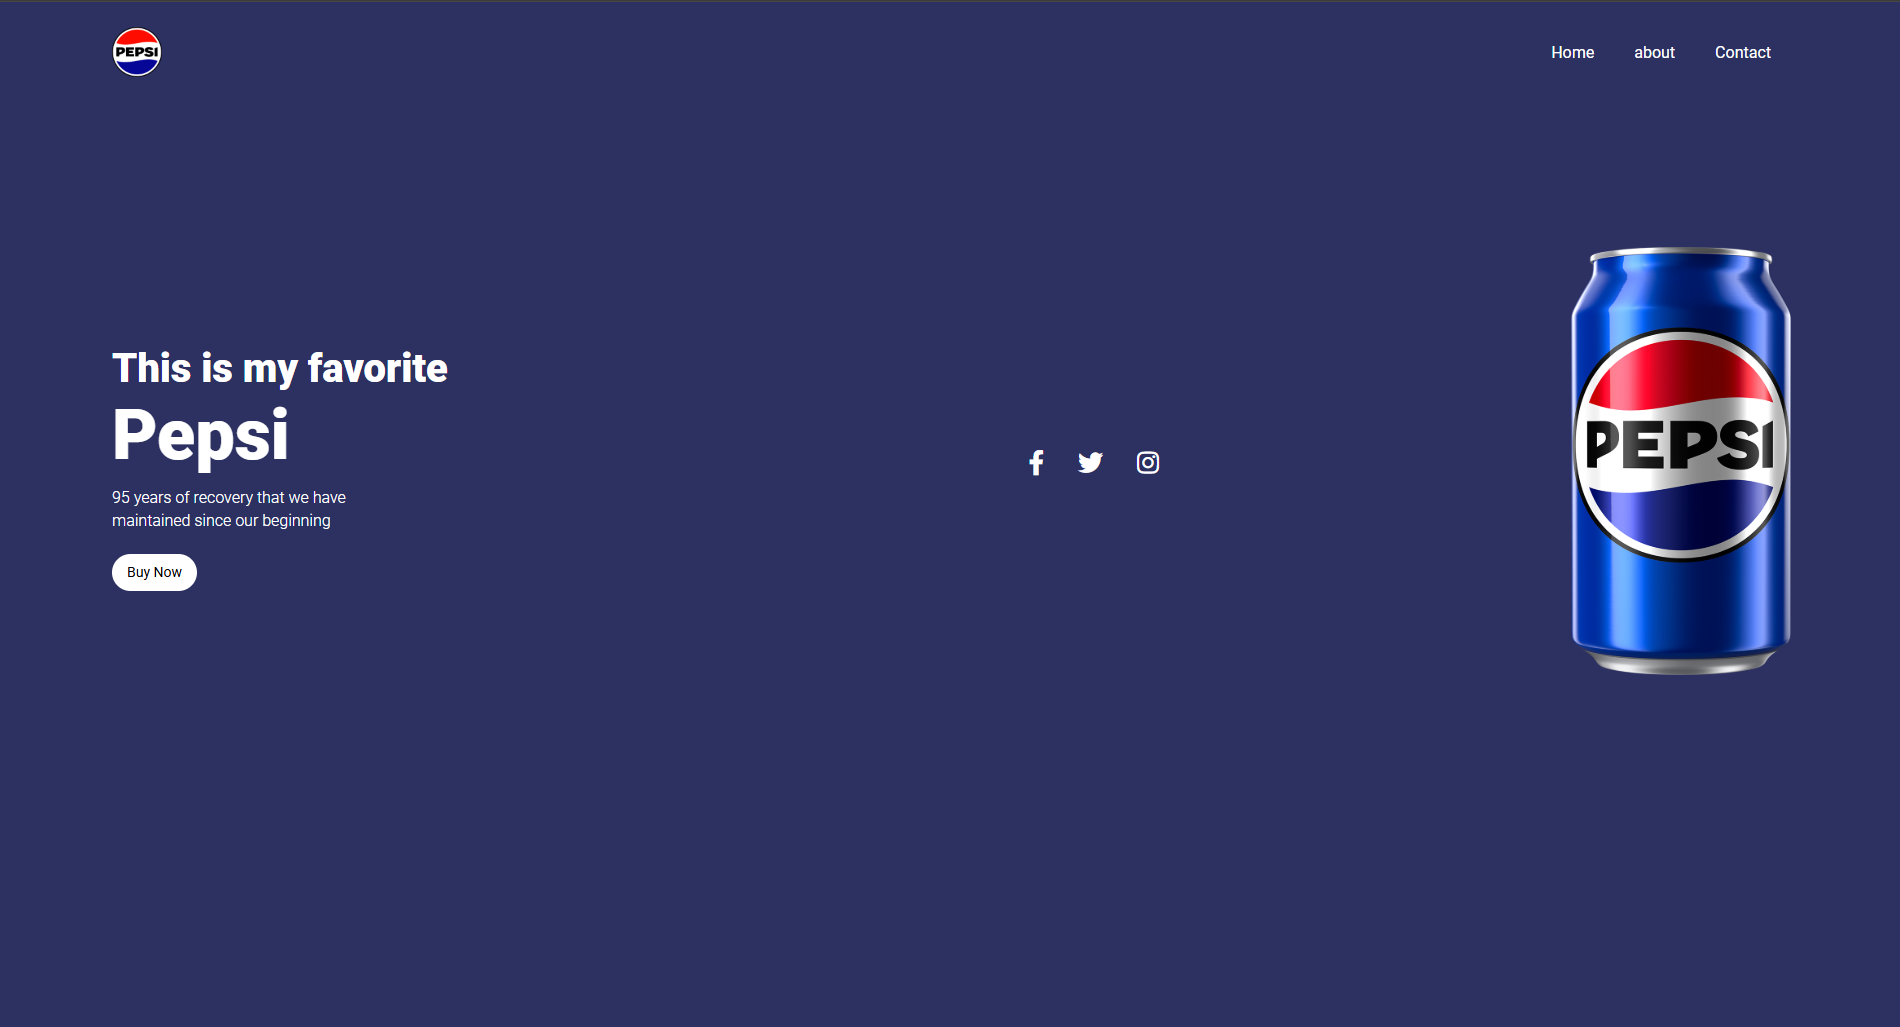 PEPSI
Home about Contact
This is my favorite
Pepsi
95 years of recovery that we have
maintained since our beginning
Buy Now
PEPSI